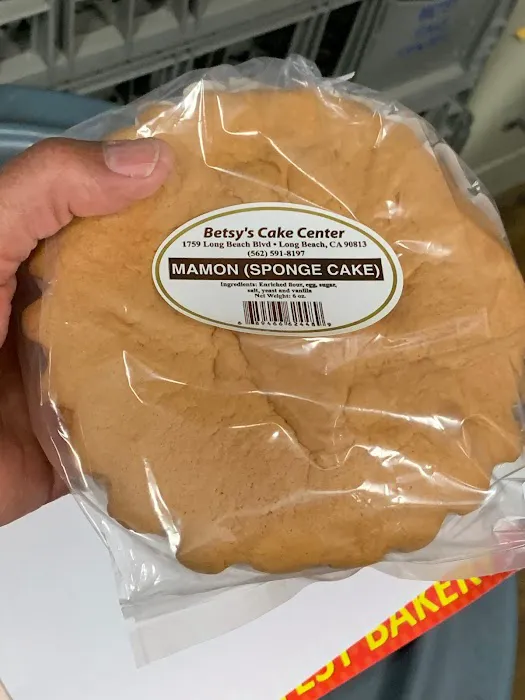 Betsy's Cake Center
1759 Long Beach Blvd • Long Beach, CA 90813
(562) 591-8197
MAMON (SPONGE CAKE)
Ingredients: Enriched flour, egg, sugar,
salt, yeast and vanilla
Net Weight: 6 oz.